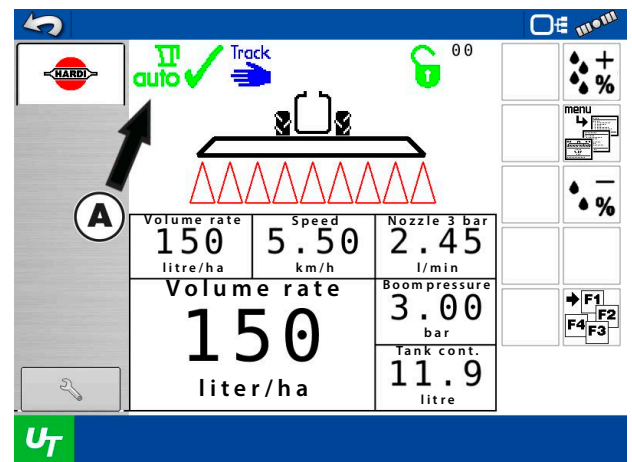 HARDI
auto
Track
00
+
%
menu
A
−
%
Volume rate
150
litre/ha
Speed
5.50
km/h
Nozzle 3 bar
2.45
l/min
Volume rate
150
liter/ha
Boom pressure
3.00
bar
Tank cont.
11.9
litre
F1
F2
F4
F3
UT